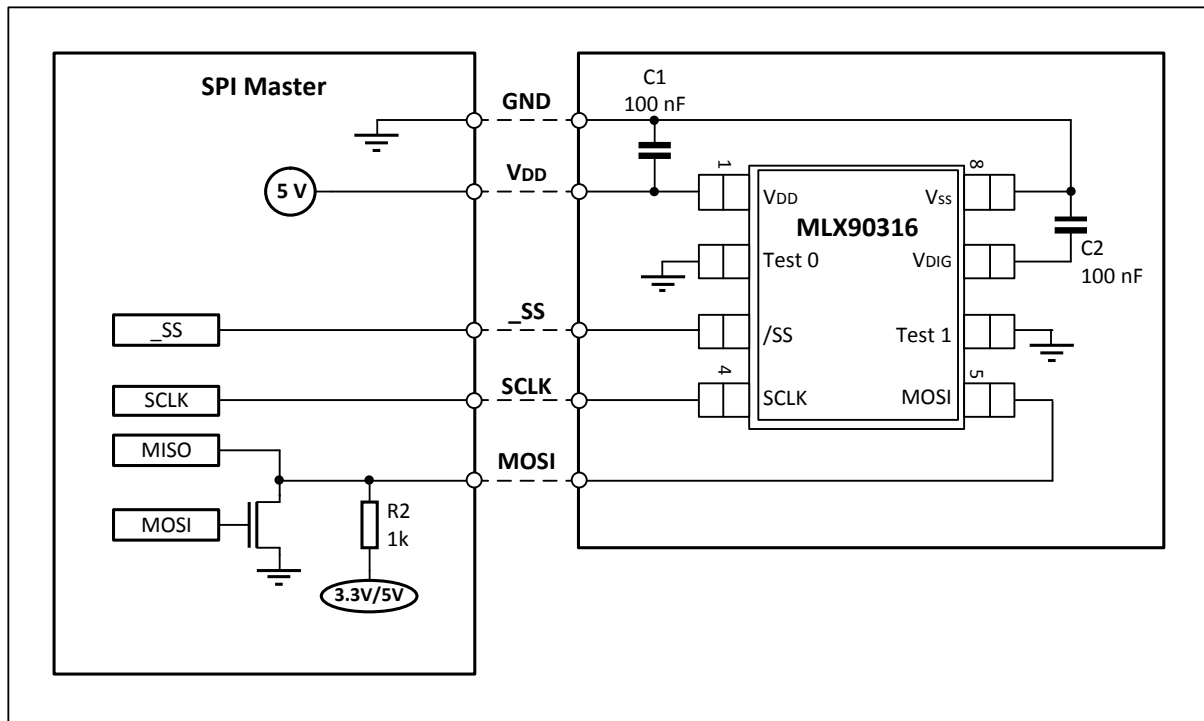 SPI Master
GND
VDD
5 V
_SS
_SS
SCLK
SCLK
MISO
MOSI
MOSI
R2
1k
3.3V/5V
C1
100 nF
1
8
VDD
Vss
MLX90316
Test 0
VDIG
C2
100 nF
/SS
Test 1
4
5
SCLK
MOSI